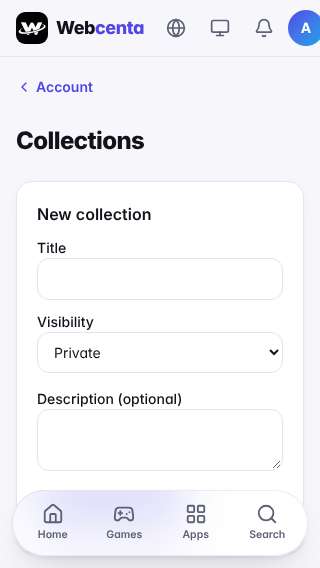 Webcenta
A
Account
Collections
New collection
Title
Visibility
Private
Description (optional)
Home
Games
Apps
Search